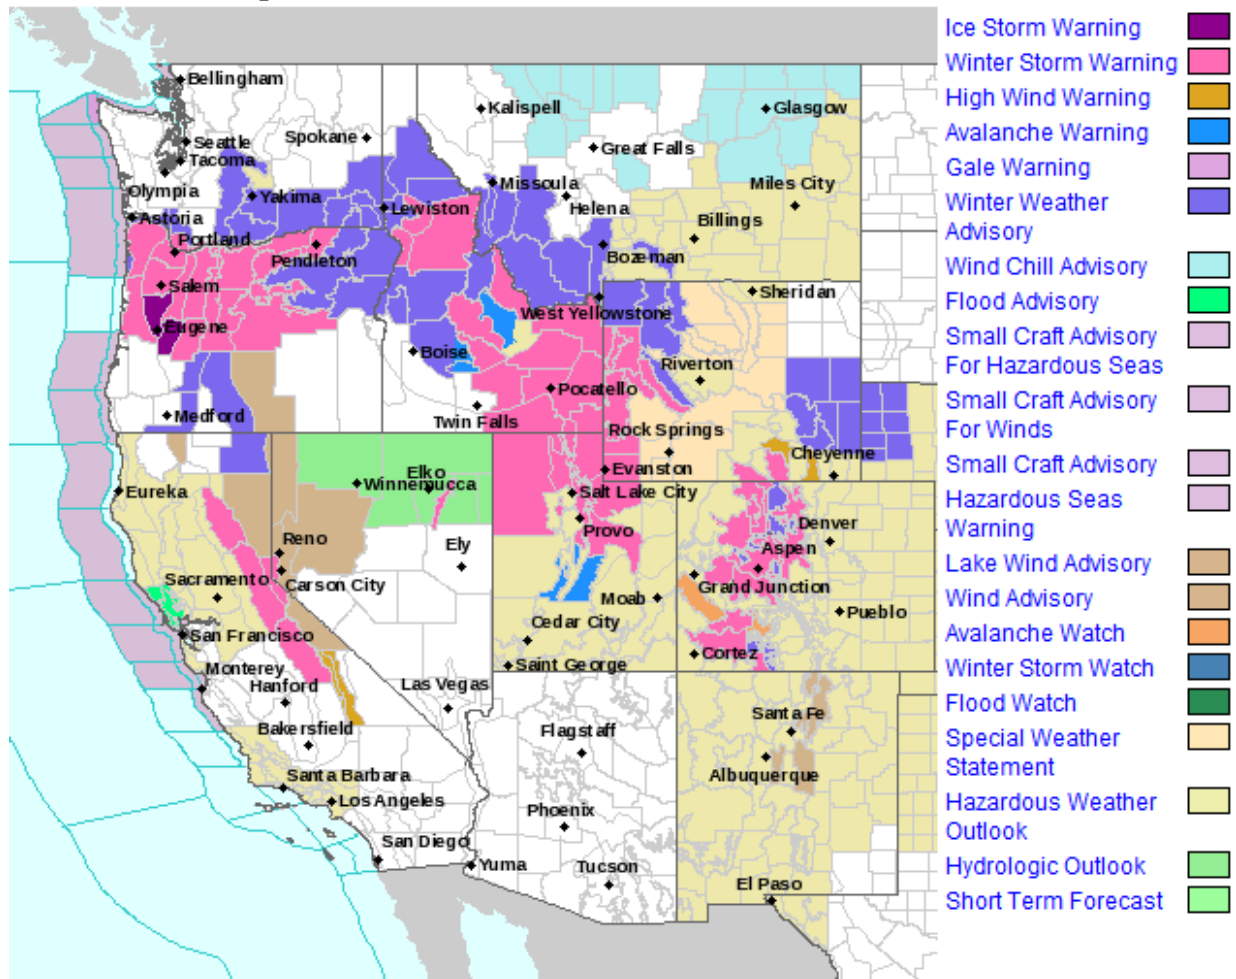 Bellingham
Kalispell
Glasgow
Seattle
Spokane
Great Falls
Tacoma
Olympia
Yakima
Missoula
Miles City
Lewiston
Helena
Astoria
Billings
Portland
Pendleton
Bozeman
Salem
Sheridan
West Yellowstone
Eugene
Boise
Riverton
Pocatello
Medford
Twin Falls
Rock Springs
Cheyenne
Elko
Evanston
Winnemucca
Eureka
Salt Lake City
Provo
Denver
Reno
Ely
Aspen
Sacramento
Carson City
Grand Junction
Moab
Pueblo
Cedar City
San Francisco
Cortez
Monterey
Saint George
Hanford
Las Vegas
Santa Fe
Bakersfield
Flagstaff
Albuquerque
Santa Barbara
Los Angeles
Phoenix
San Diego
Yuma
Tucson
El Paso
Ice Storm Warning
Winter Storm Warning
High Wind Warning
Avalanche Warning
Gale Warning
Winter Weather
Advisory
Wind Chill Advisory
Flood Advisory
Small Craft Advisory
For Hazardous Seas
Small Craft Advisory
For Winds
Small Craft Advisory
Hazardous Seas
Warning
Lake Wind Advisory
Wind Advisory
Avalanche Watch
Winter Storm Watch
Flood Watch
Special Weather
Statement
Hazardous Weather
Outlook
Hydrologic Outlook
Short Term Forecast